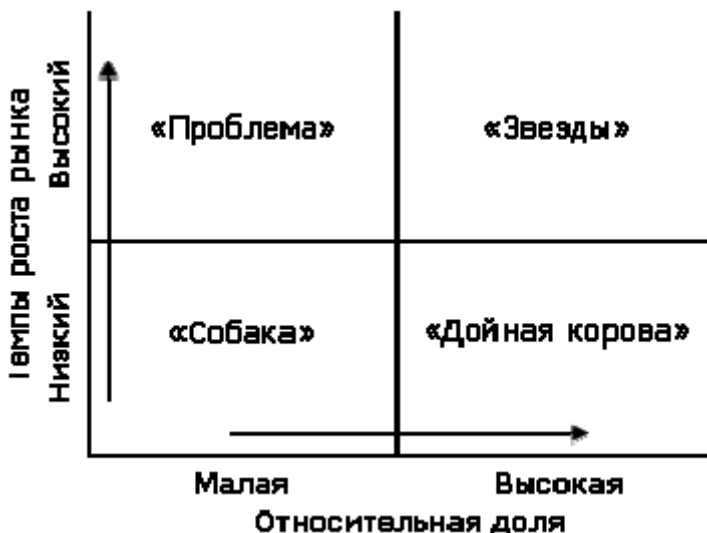 Темпы роста рынка
Высокий
Низкий
«Проблема»
«Звезды»
«Собака»
«Дойная корова»
Малая
Высокая
Относительная доля